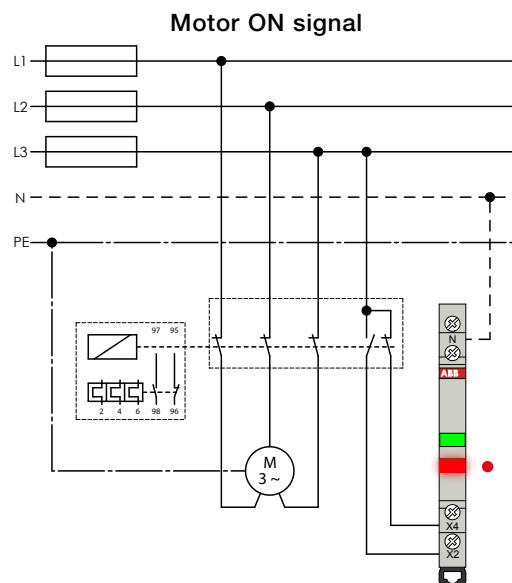 Motor ON signal
L1
L2
L3
N
PE
97 95
N
ABB
2 4 6 98 96
M
3 ~
X4
X2